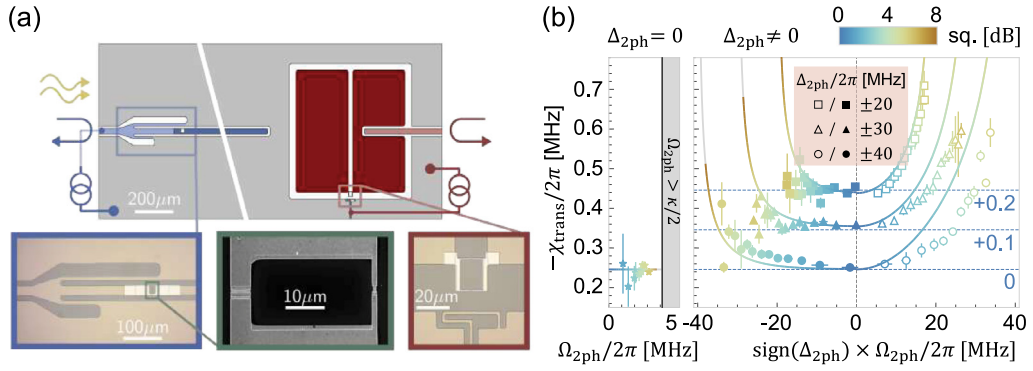 (a)
200μm
100μm
10μm
20μm
(b)
0 4 8
sq. [dB]
Δ2ph = 0
Δ2ph ≠ 0
Δ2ph/2π [MHz]
□ / ■ ±20
△ / ▲ ±30
○ / ● ±40
Ω2ph > κ/2
−χtrans/2π [MHz]
0.7
0.6
0.5
0.4
0.3
0.2
+0.2
+0.1
0
0 5
-40 -20 0 20 40
Ω2ph/2π [MHz]
sign(Δ2ph) × Ω2ph/2π [MHz]